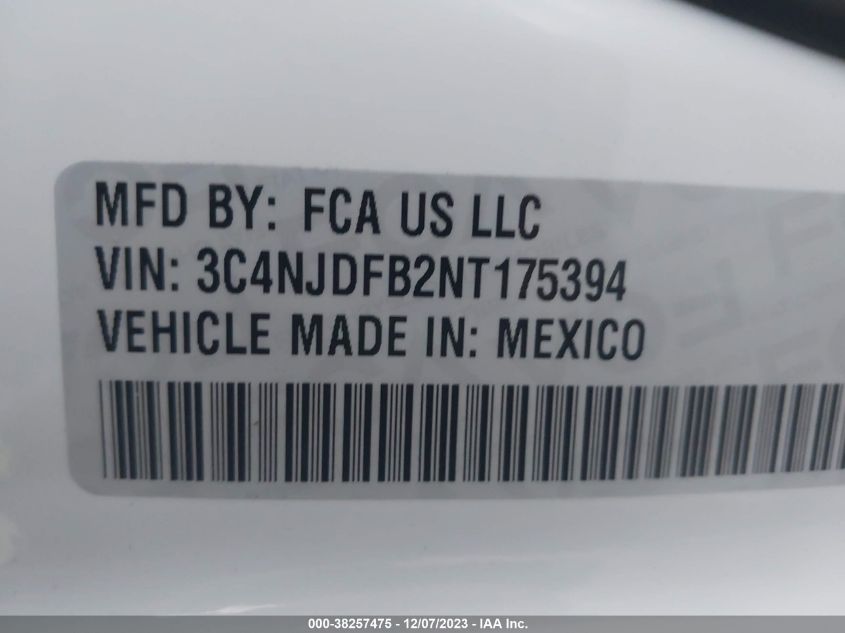 MFD BY: FCA US LLC
VIN: 3C4NJDFB2NT175394
VEHICLE MADE IN: MEXICO
000-38257475 - 12/07/2023 - IAA Inc.